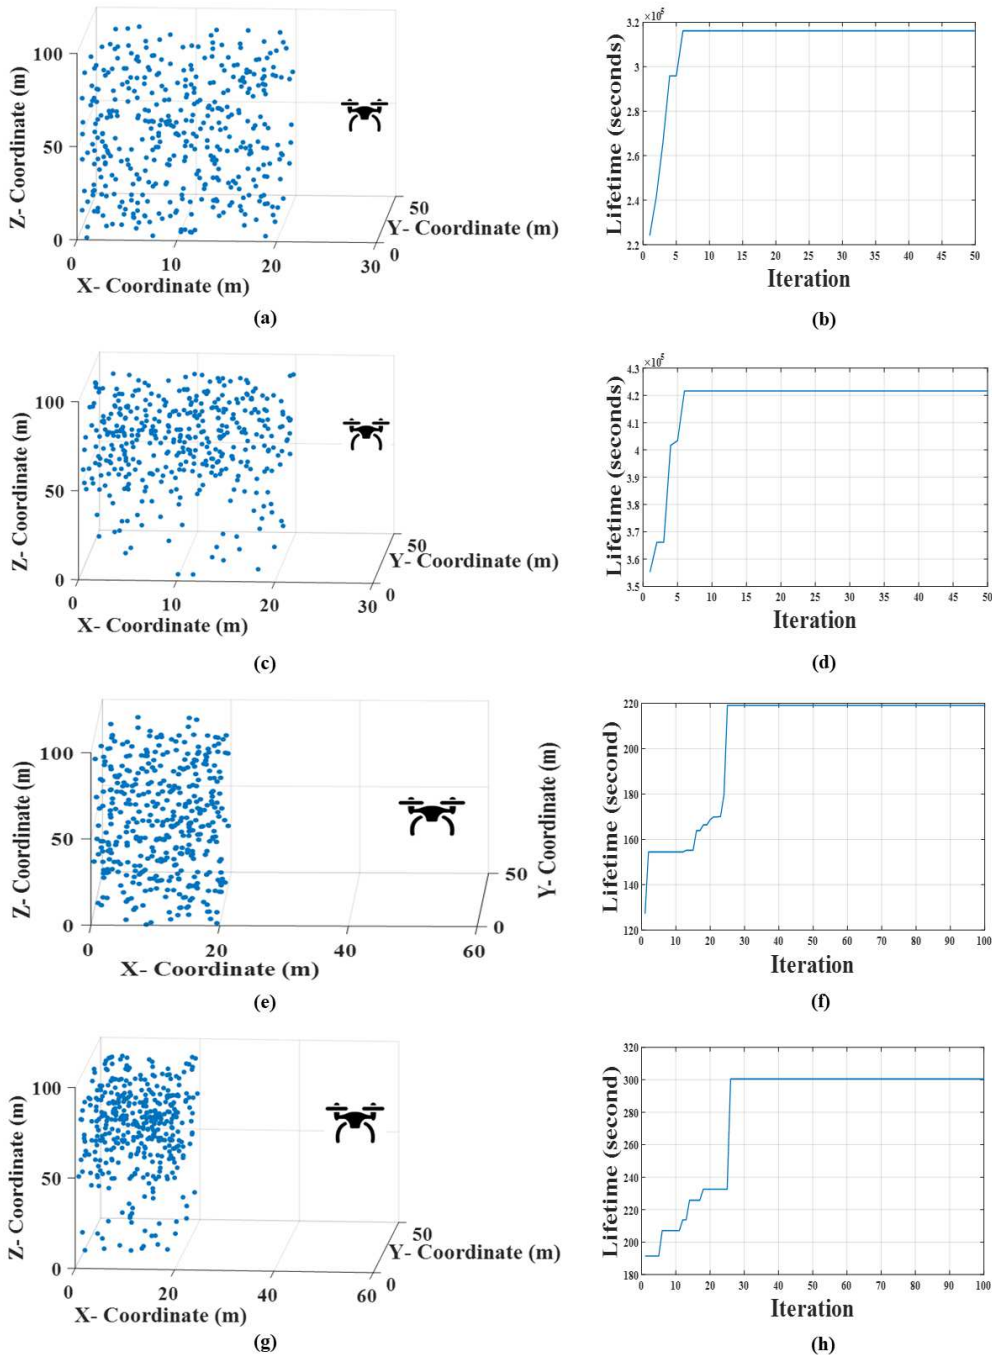 100
50
0
Z- Coordinate (m)
0
10
20
30
X- Coordinate (m)
50
Y- Coordinate (m)
0
(a)
×10⁵
3.2
3
2.8
2.6
2.4
2.2
Lifetime (seconds)
0 5 10 15 20 25 30 35 40 45 50
Iteration
(b)
100
50
0
Z- Coordinate (m)
0
10
20
30
X- Coordinate (m)
50
Y- Coordinate (m)
0
(c)
×10⁵
4.3
4.2
4.1
4
3.9
3.8
3.7
3.6
3.5
Lifetime (seconds)
0 5 10 15 20 25 30 35 40 45 50
Iteration
(d)
100
50
0
Z- Coordinate (m)
0
20
40
60
X- Coordinate (m)
50
Y- Coordinate (m)
0
(e)
220
200
180
160
140
120
Lifetime (second)
0 10 20 30 40 50 60 70 80 90 100
Iteration
(f)
100
50
0
Z- Coordinate (m)
0
20
40
60
X- Coordinate (m)
50
Y- Coordinate (m)
0
(g)
320
300
280
260
240
220
200
180
Lifetime (second)
0 10 20 30 40 50 60 70 80 90 100
Iteration
(h)